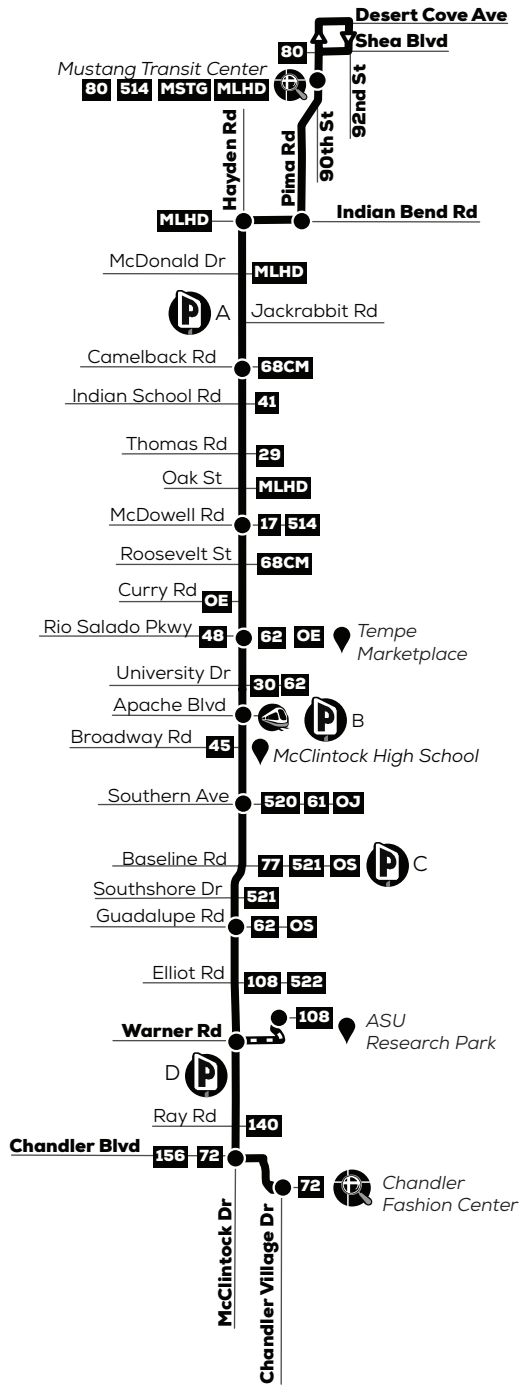 Desert Cove Ave
80
Shea Blvd
Mustang Transit Center
80 514 MSTG MLHD
Hayden Rd
Pima Rd
90th St
92nd St
MLHD
Indian Bend Rd
McDonald Dr
MLHD
P A
Jackrabbit Rd
Camelback Rd
68CM
Indian School Rd
41
Thomas Rd
29
Oak St
MLHD
McDowell Rd
17 514
Roosevelt St
68CM
Curry Rd
OE
Rio Salado Pkwy 48 62 OE Tempe
Marketplace
University Dr
30 62
Apache Blvd
P B
Broadway Rd 45
McClintock High School
Southern Ave
520 61 OJ
Baseline Rd
77 521 OS P C
Southshore Dr
521
Guadalupe Rd
62 OS
Elliot Rd
108 522
108 ASU
Research Park
Warner Rd
D P
Ray Rd
140
Chandler Blvd 156 72
72 Chandler
Fashion Center
McClintock Dr
Chandler Village Dr